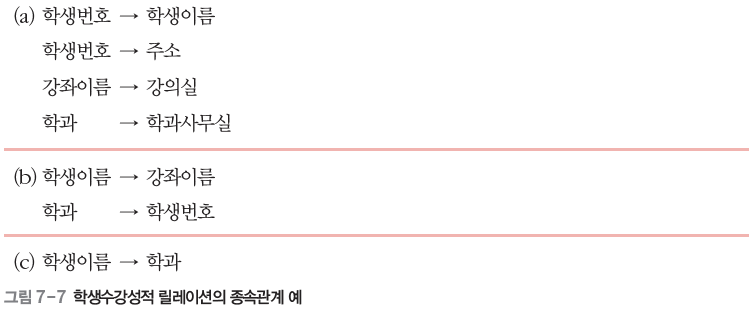 (a) 학생번호 → 학생이름
학생번호 → 주소
강좌이름 → 강의실
학과 → 학과사무실
(b) 학생이름 → 강좌이름
학과 → 학생번호
(c) 학생이름 → 학과
그림 7-7 학생수강성적 릴레이션의 종속관계 예